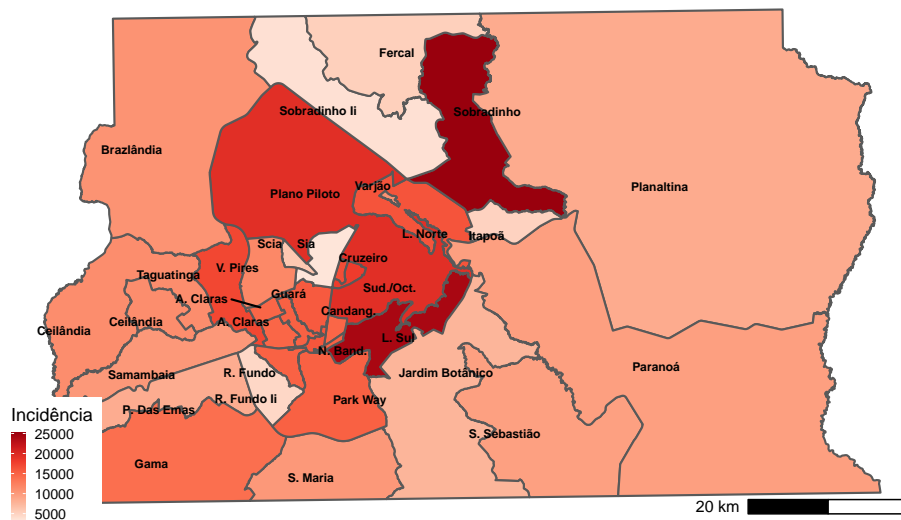 Fercal
Sobradinho Ii
Sobradinho
Brazlândia
Varjão
Plano Piloto
Planaltina
L. Norte
Itapoã
Scia
Sia
Cruzeiro
V. Pires
Taguatinga
Guará
Sud./Oct.
A. Claras
Candang.
Ceilândia
Ceilândia
A. Claras
L. Sul
N. Band.
Samambaia
R. Fundo
Jardim Botânico
Paranoá
R. Fundo Ii
Park Way
P. Das Emas
S. Sebastião
Gama
S. Maria
Incidência
25000
20000
15000
10000
5000
20 km